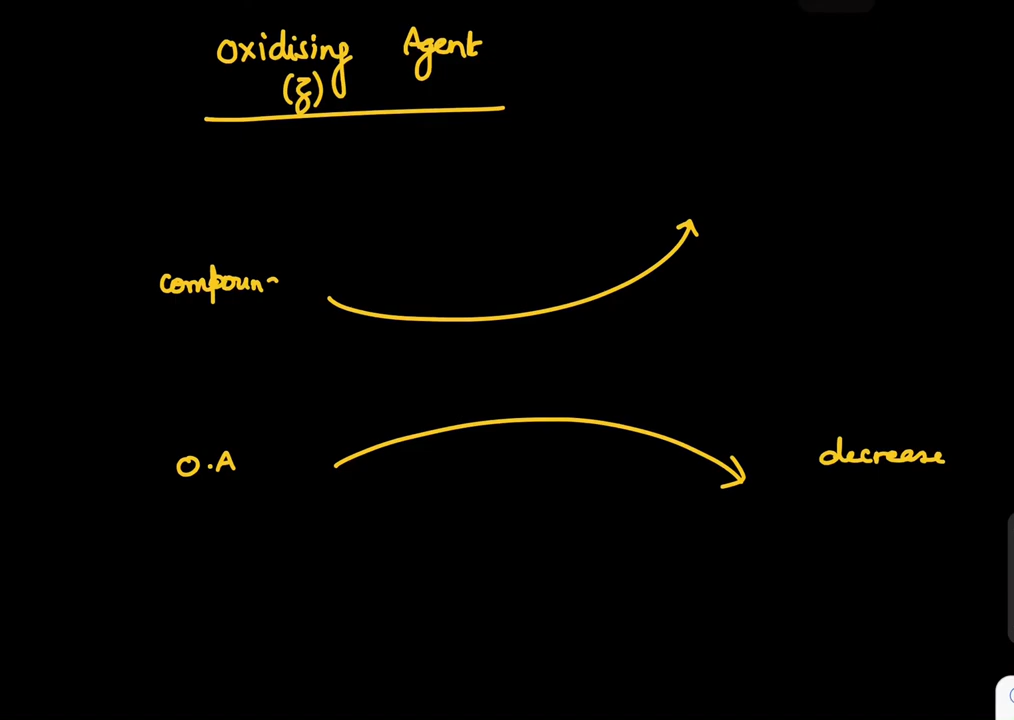 Oxidising Agent
(z)
compoun
O.A
decrease